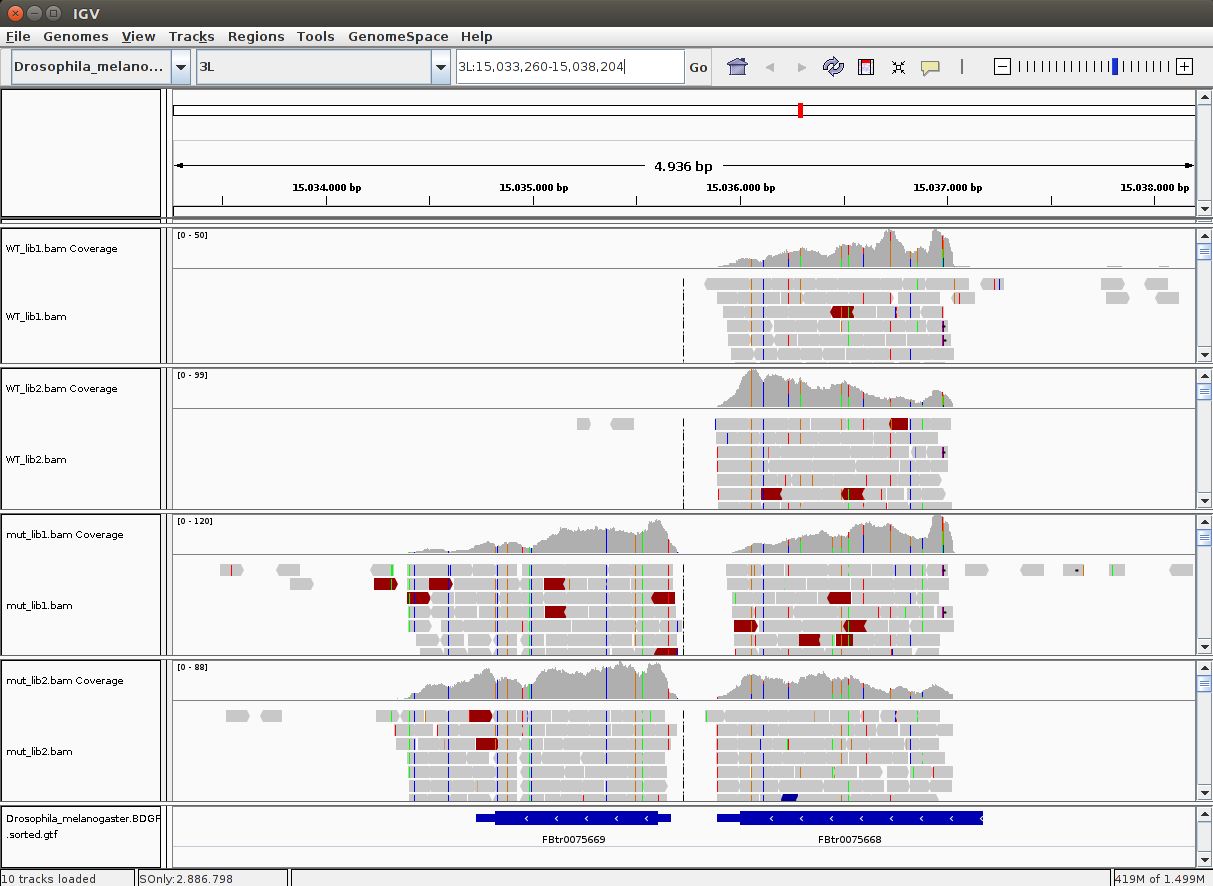 IGV
File Genomes View Tracks Regions Tools GenomeSpace Help
Drosophila_melano... 3L 3L:15,033,260-15,038,204 Go
4.936 bp
15.034.000 bp 15.035.000 bp 15.036.000 bp 15.037.000 bp 15.038.000 bp
[0 - 50]
WT_lib1.bam Coverage
WT_lib1.bam
[0 - 99]
WT_lib2.bam Coverage
WT_lib2.bam
[0 - 120]
mut_lib1.bam Coverage
mut_lib1.bam
[0 - 88]
mut_lib2.bam Coverage
mut_lib2.bam
Drosophila_melanogaster.BDGP
.sorted.gtf
FBtr0075669 FBtr0075668
10 tracks loaded SOnly:2.886.798 419M of 1.499M